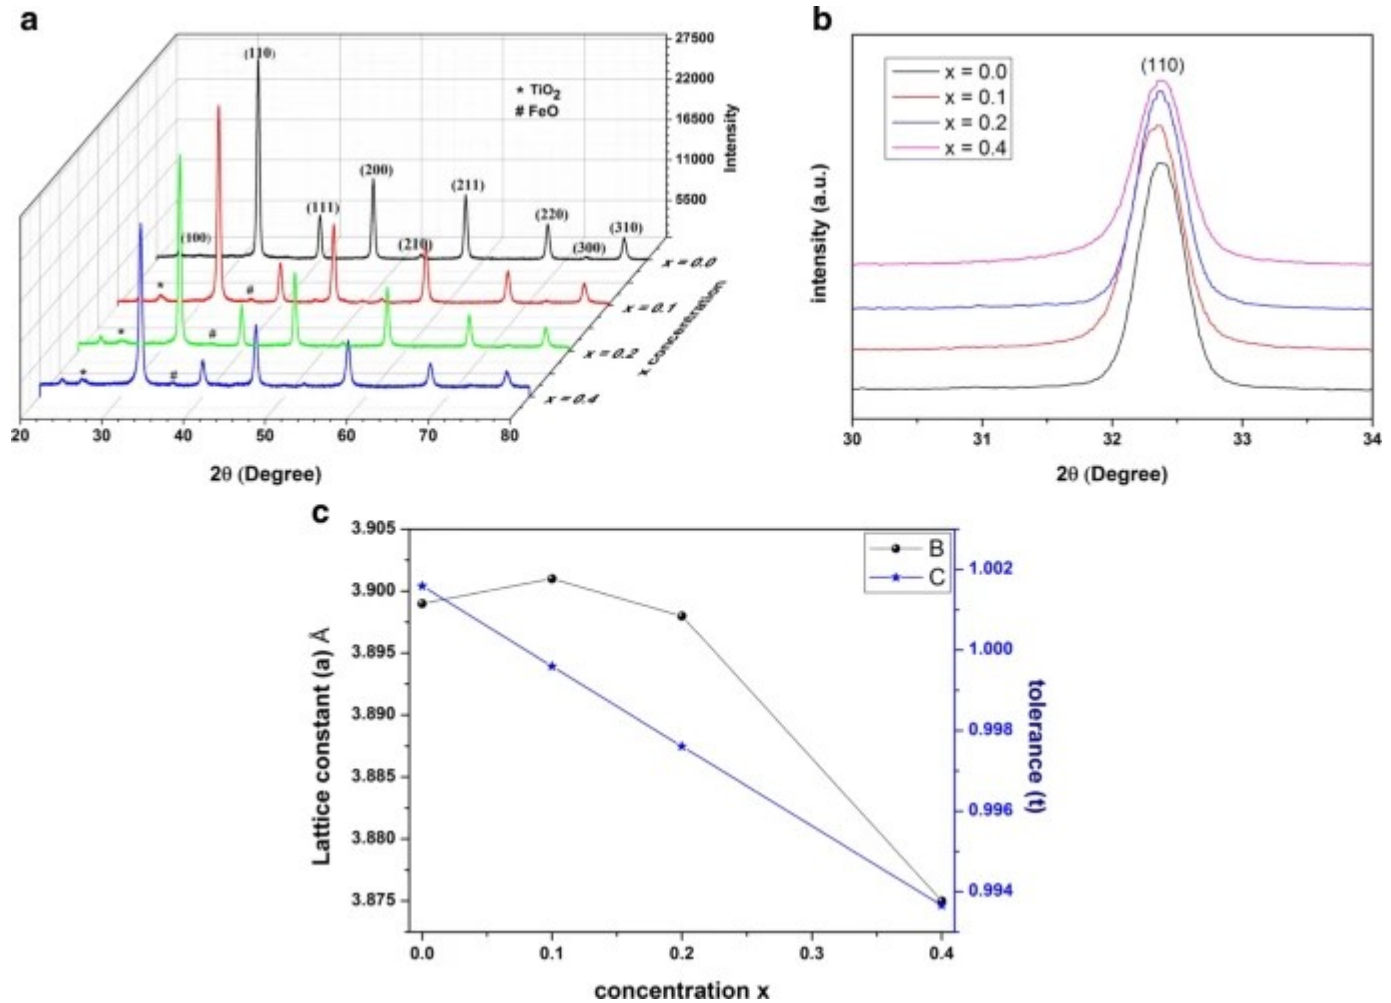 a
27500
22000
16500
11000
5500
Intensity
(110)
* TiO2
# FeO
(200)
(211)
(111)
(220)
(310)
(100)
(210)
(300)
x = 0.0
*
#
x = 0.1
*
#
x = 0.2
*
#
x = 0.4
x concentration
20 30 40 50 60 70 80
2θ (Degree)
b
x = 0.0
x = 0.1
x = 0.2
x = 0.4
(110)
intensity (a.u.)
30 31 32 33 34
2θ (Degree)
c
3.905
3.900
3.895
3.890
3.885
3.880
3.875
Lattice constant (a) Å
B
C
1.002
1.000
0.998
0.996
0.994
tolerance (t)
0.0 0.1 0.2 0.3 0.4
concentration x